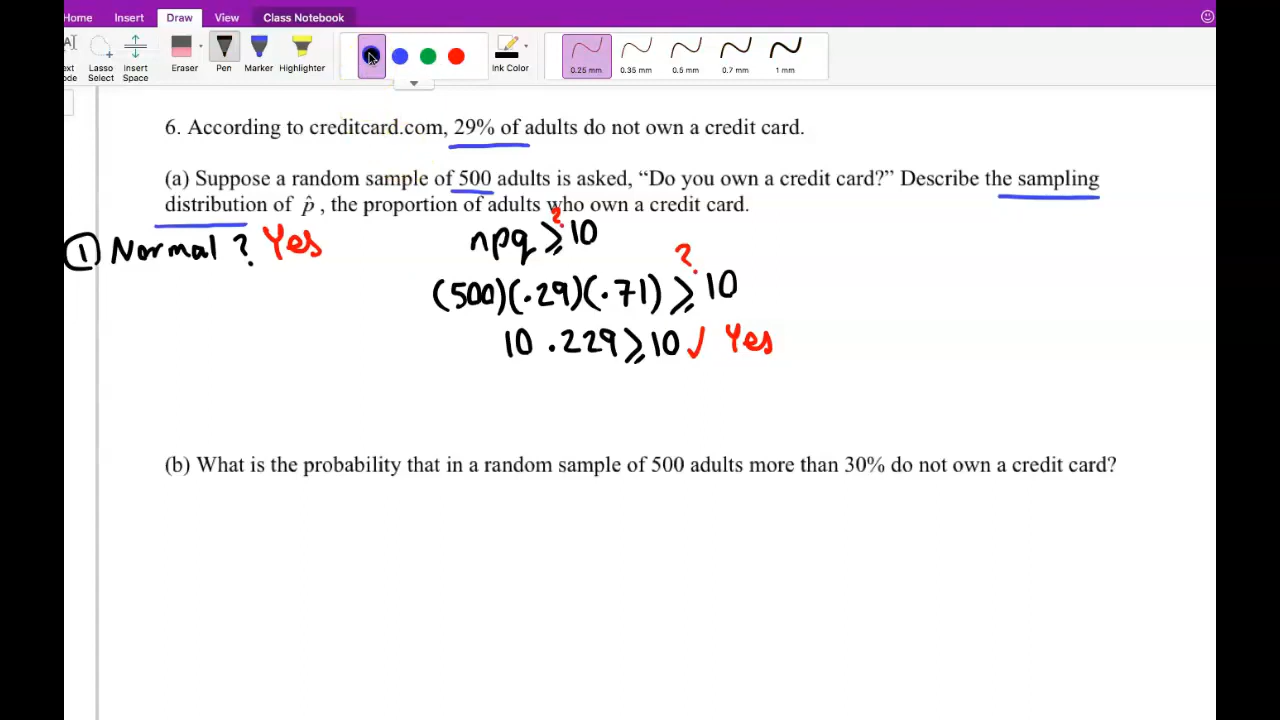 Home Insert Draw View Class Notebook
Lasso Select
Insert Space
Eraser
Pen
Marker
Highlighter
Ink Color
0.25 mm 0.35 mm 0.5 mm 0.7 mm 1 mm
6. According to creditcard.com, 29% of adults do not own a credit card.
(a) Suppose a random sample of 500 adults is asked, “Do you own a credit card?” Describe the sampling
distribution of p̂ , the proportion of adults who own a credit card.
① Normal ? Yes npq ≥? 10
(500)(.29)(.71) ≥? 10
10.229 ≥ 10 ✓ Yes
(b) What is the probability that in a random sample of 500 adults more than 30% do not own a credit card?